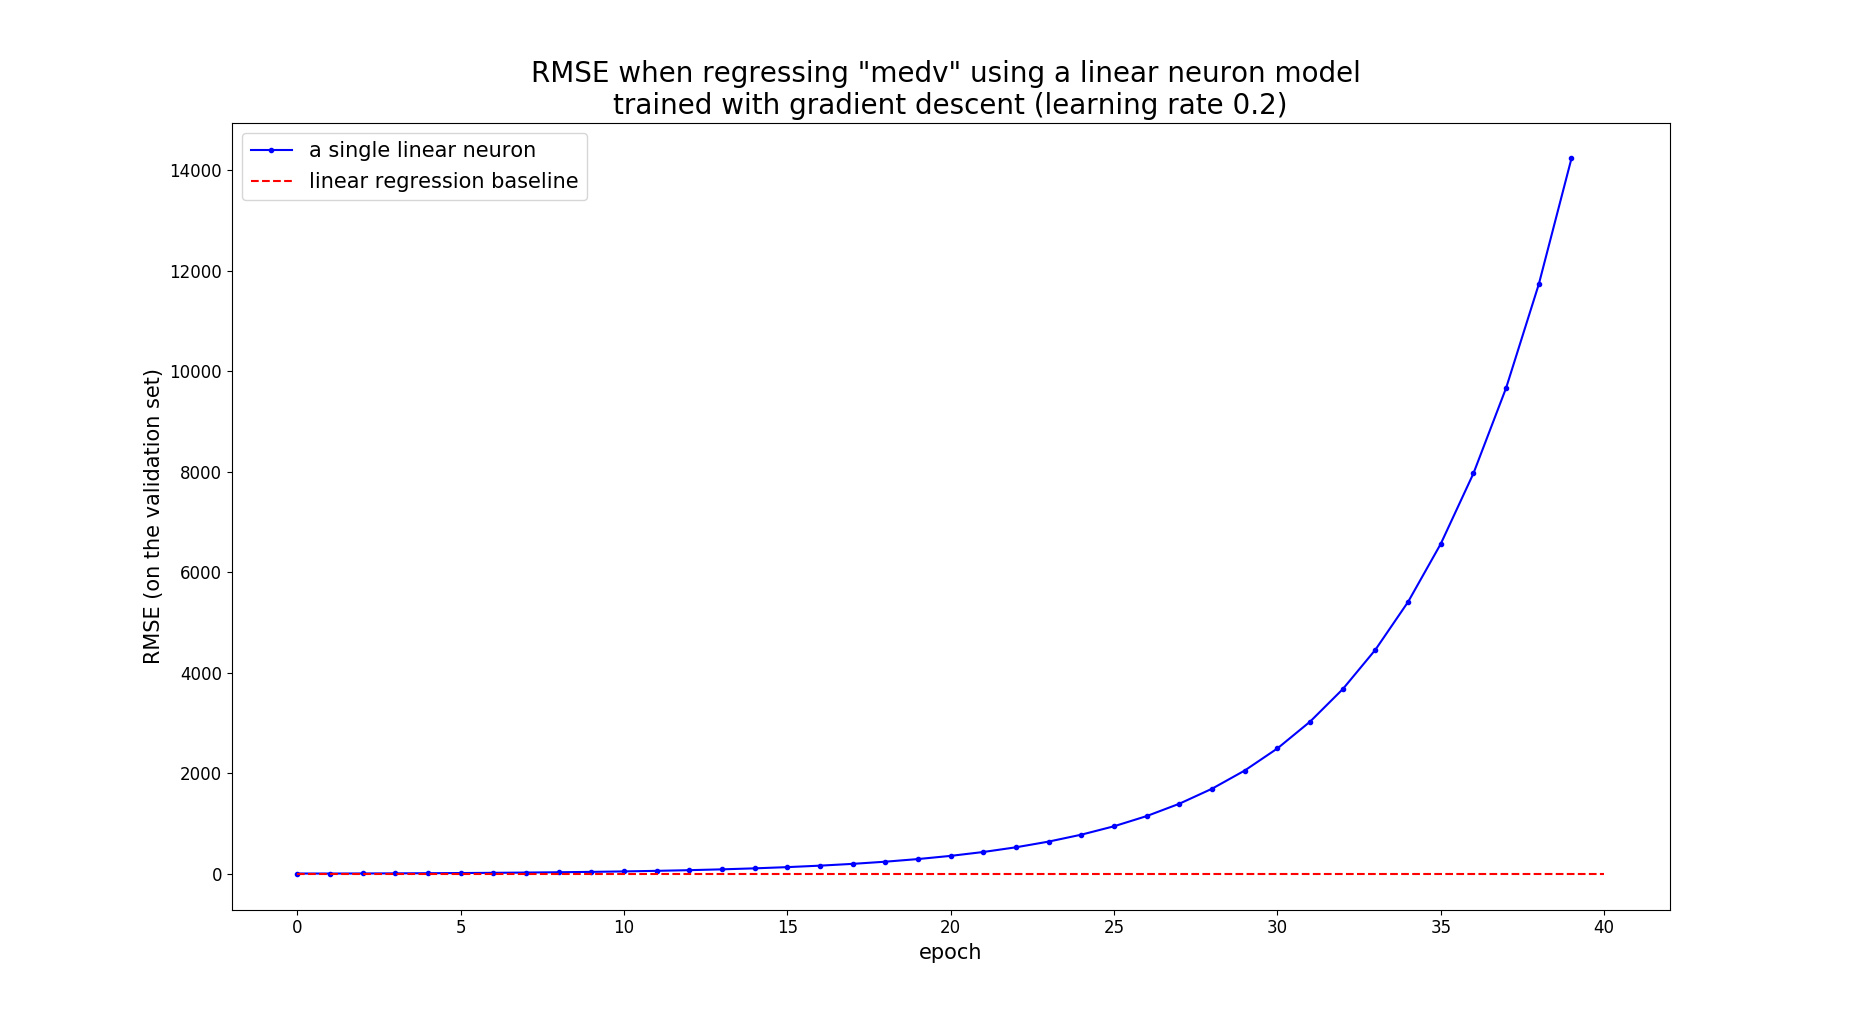 RMSE when regressing "medv" using a linear neuron model
trained with gradient descent (learning rate 0.2)
a single linear neuron
linear regression baseline
14000
12000
10000
8000
6000
4000
2000
0
RMSE (on the validation set)
0 5 10 15 20 25 30 35 40
epoch